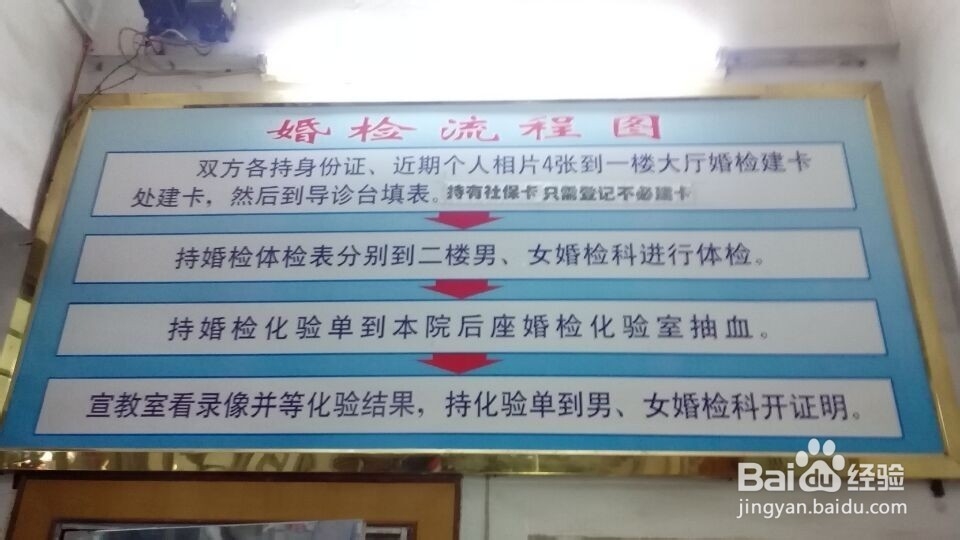 婚检流程图
双方各持身份证、近期个人相片4张到一楼大厅婚检建卡
处建卡，然后到导诊台填表。持有社保卡只需登记不必建卡
持婚检体检表分别到二楼男、女婚检科进行体检。
持婚检化验单到本院后座婚检化验室抽血。
宣教室看录像并等化验结果，持化验单到男、女婚检科开证明。
Baidu经验
jingyan.baidu.com